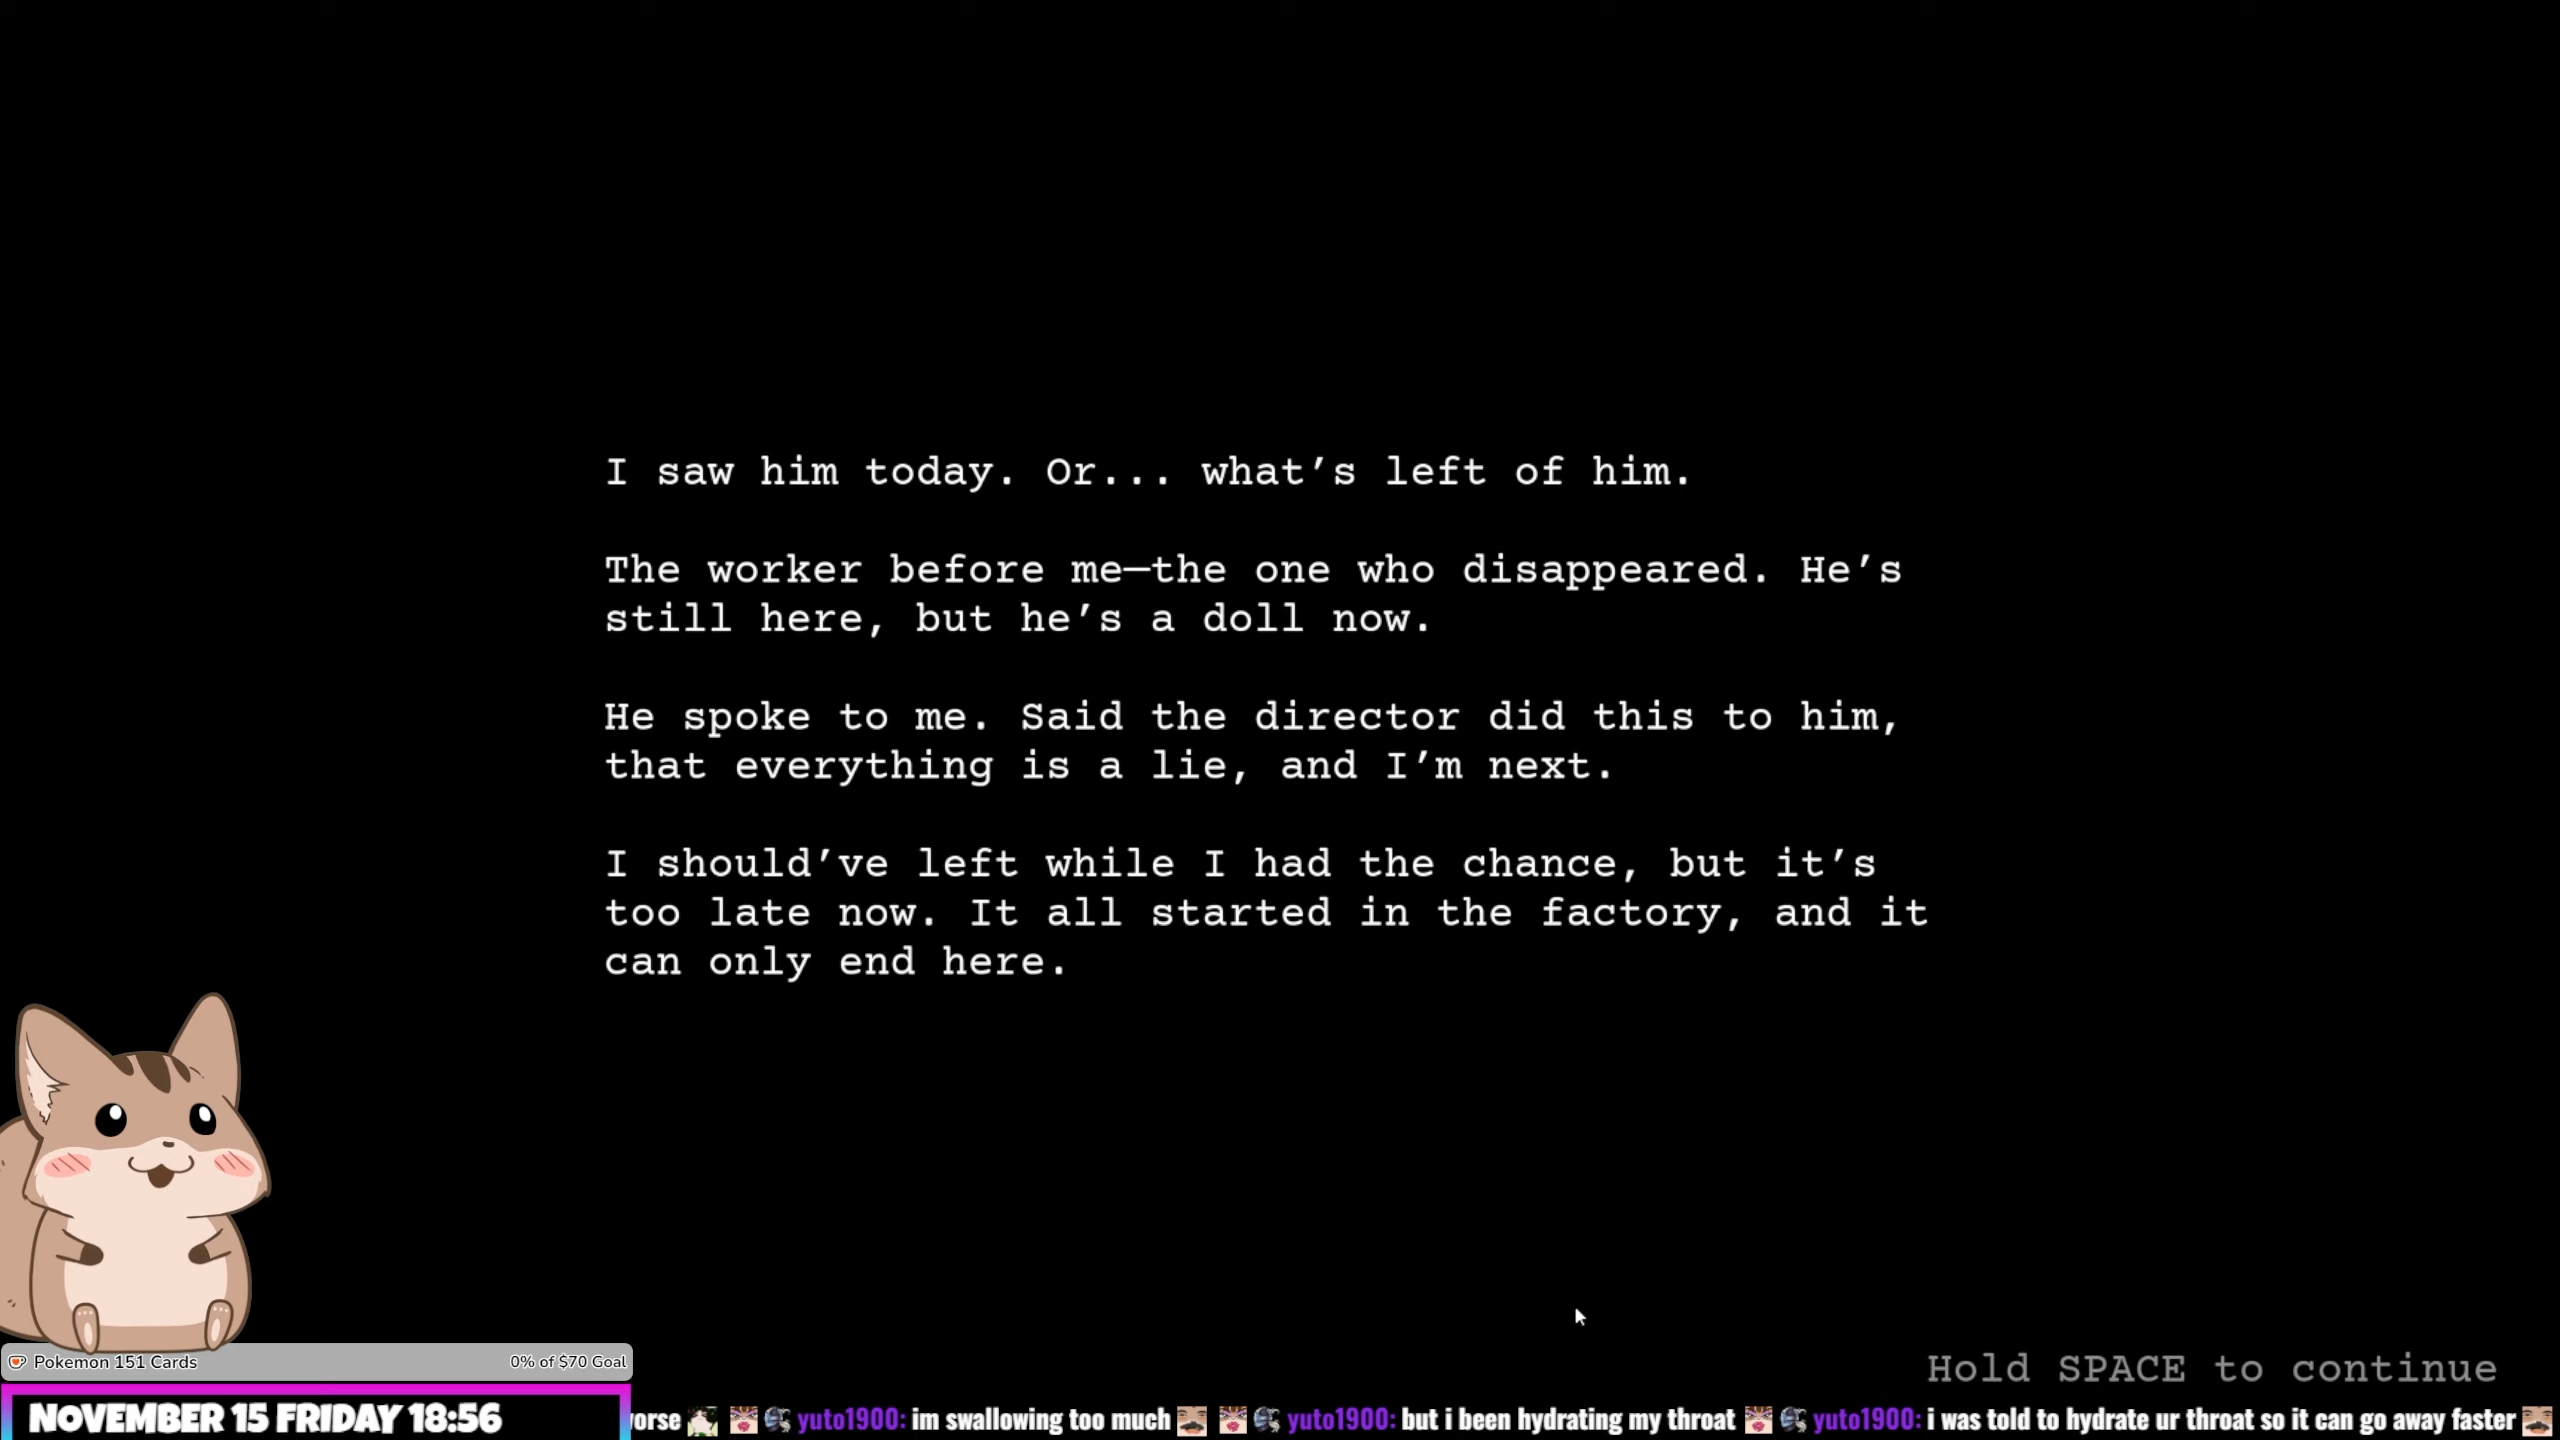 I saw him today. Or... what’s left of him.
The worker before me—the one who disappeared. He’s
still here, but he’s a doll now.
He spoke to me. Said the director did this to him,
that everything is a lie, and I’m next.
I should’ve left while I had the chance, but it’s
too late now. It all started in the factory, and it
can only end here.
Pokemon 151 Cards 0% of $70 Goal
Hold SPACE to continue
NOVEMBER 15 FRIDAY 18:56
yuto1900: im swallowing too much yuto1900: but i been hydrating my throat yuto1900: i was told to hydrate ur throat so it can go away faster